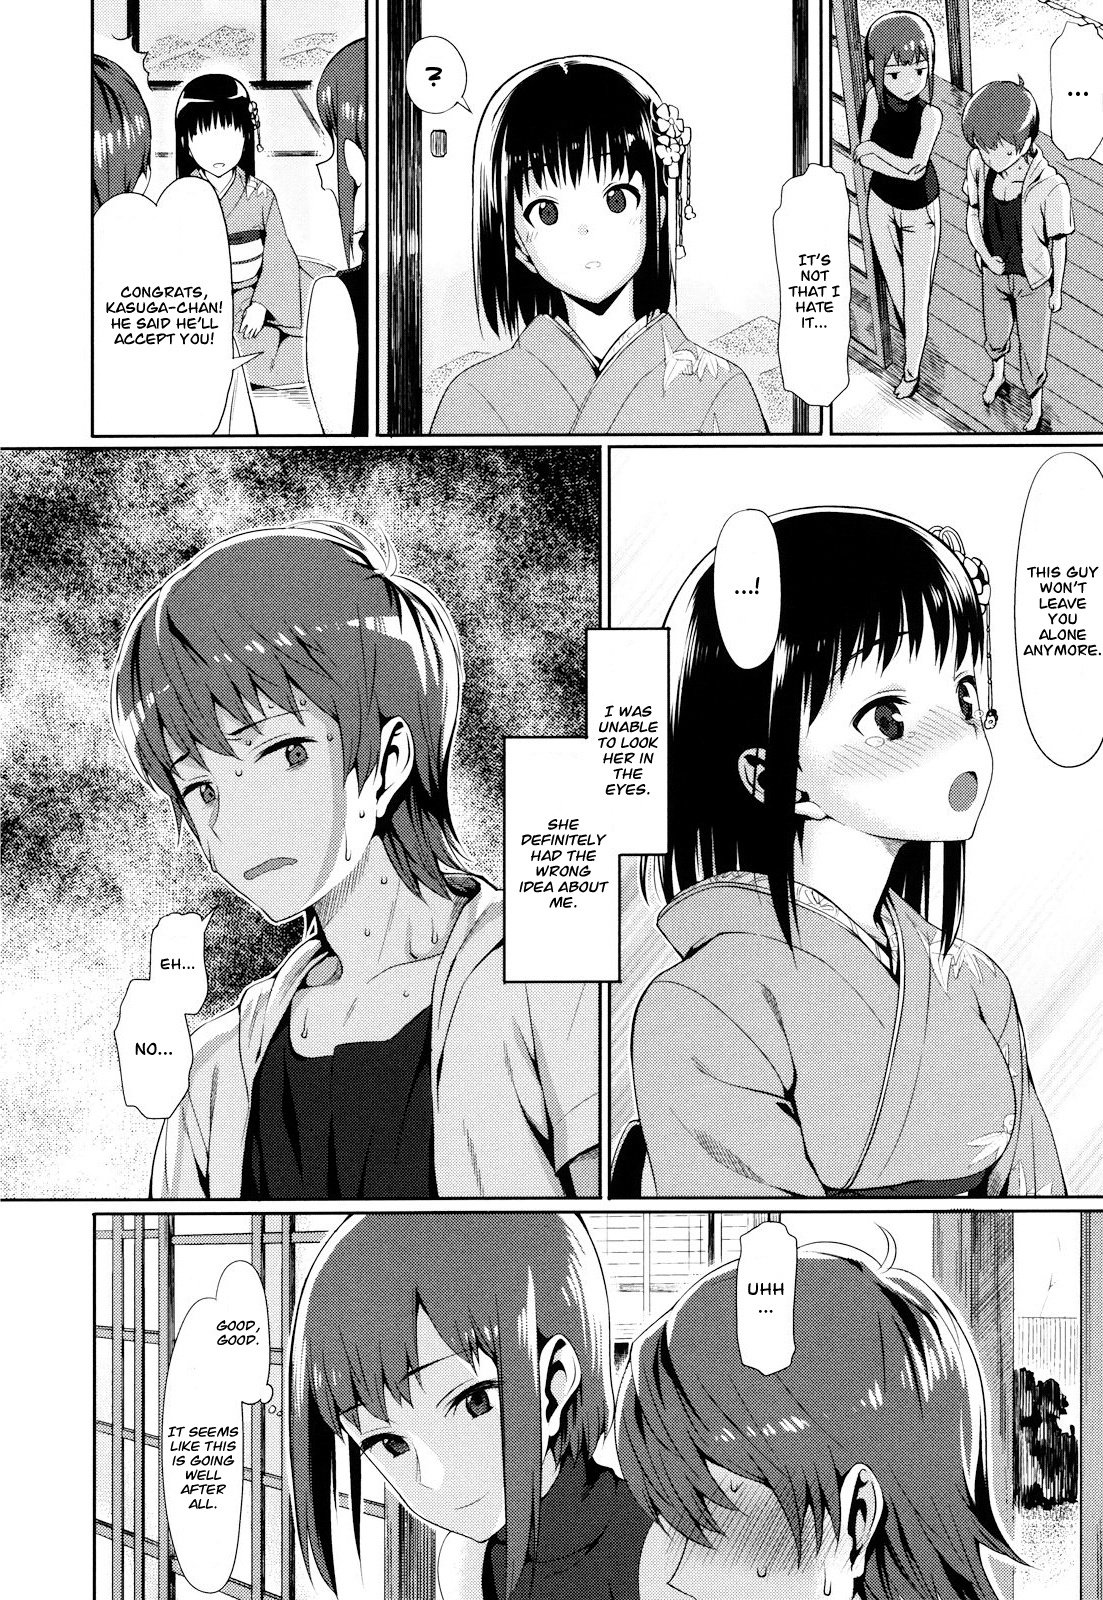 ...
IT'S
NOT
THAT I
HATE
IT...
?
CONGRATS,
KASUGA-CHAN!
HE SAID HE'LL
ACCEPT YOU!
THIS GUY
WON'T
LEAVE
YOU
ALONE
ANYMORE.
...!
I WAS
UNABLE
TO LOOK
HER IN
THE
EYES.
SHE
DEFINITELY
HAD THE
WRONG
IDEA ABOUT
ME.
EH...
NO...
UHH
...
GOOD,
GOOD.
IT SEEMS
LIKE THIS
IS GOING
WELL
AFTER
ALL.